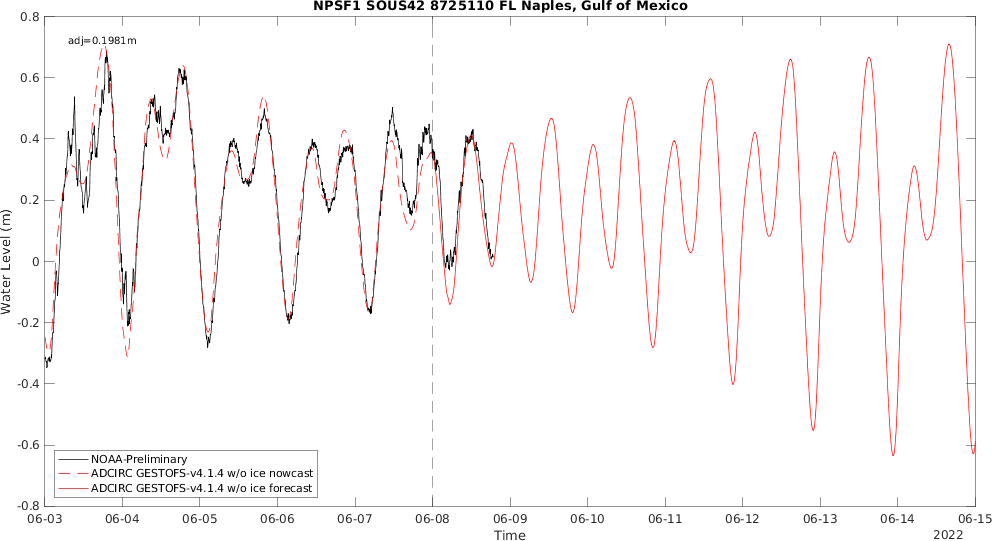 NPSF1 SOUS42 8725110 FL Naples, Gulf of Mexico
adj=0.1981m
0.8
0.6
0.4
0.2
0
-0.2
-0.4
-0.6
-0.8
Water Level (m)
NOAA-Preliminary
ADCIRC GESTOFS-v4.1.4 w/o ice nowcast
ADCIRC GESTOFS-v4.1.4 w/o ice forecast
06-03 06-04 06-05 06-06 06-07 06-08 06-09 06-10 06-11 06-12 06-13 06-14 06-15
Time
2022